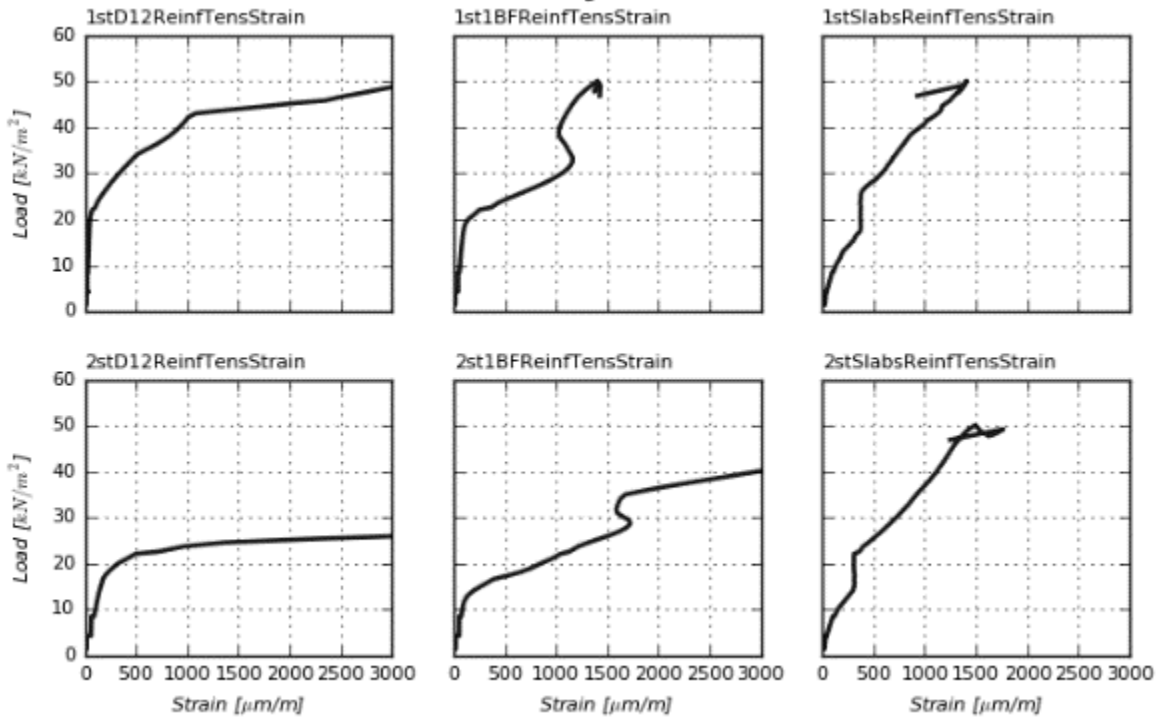 1stD12ReinfTensStrain
1st1BFReinfTensStrain
1stSlabsReinfTensStrain
Load [kN/m²]
60
50
40
30
20
10
0
2stD12ReinfTensStrain
2st1BFReinfTensStrain
2stSlabsReinfTensStrain
Load [kN/m²]
60
50
40
30
20
10
0
0 500 1000 1500 2000 2500 3000
0 500 1000 1500 2000 2500 3000
0 500 1000 1500 2000 2500 3000
Strain [μm/m]
Strain [μm/m]
Strain [μm/m]